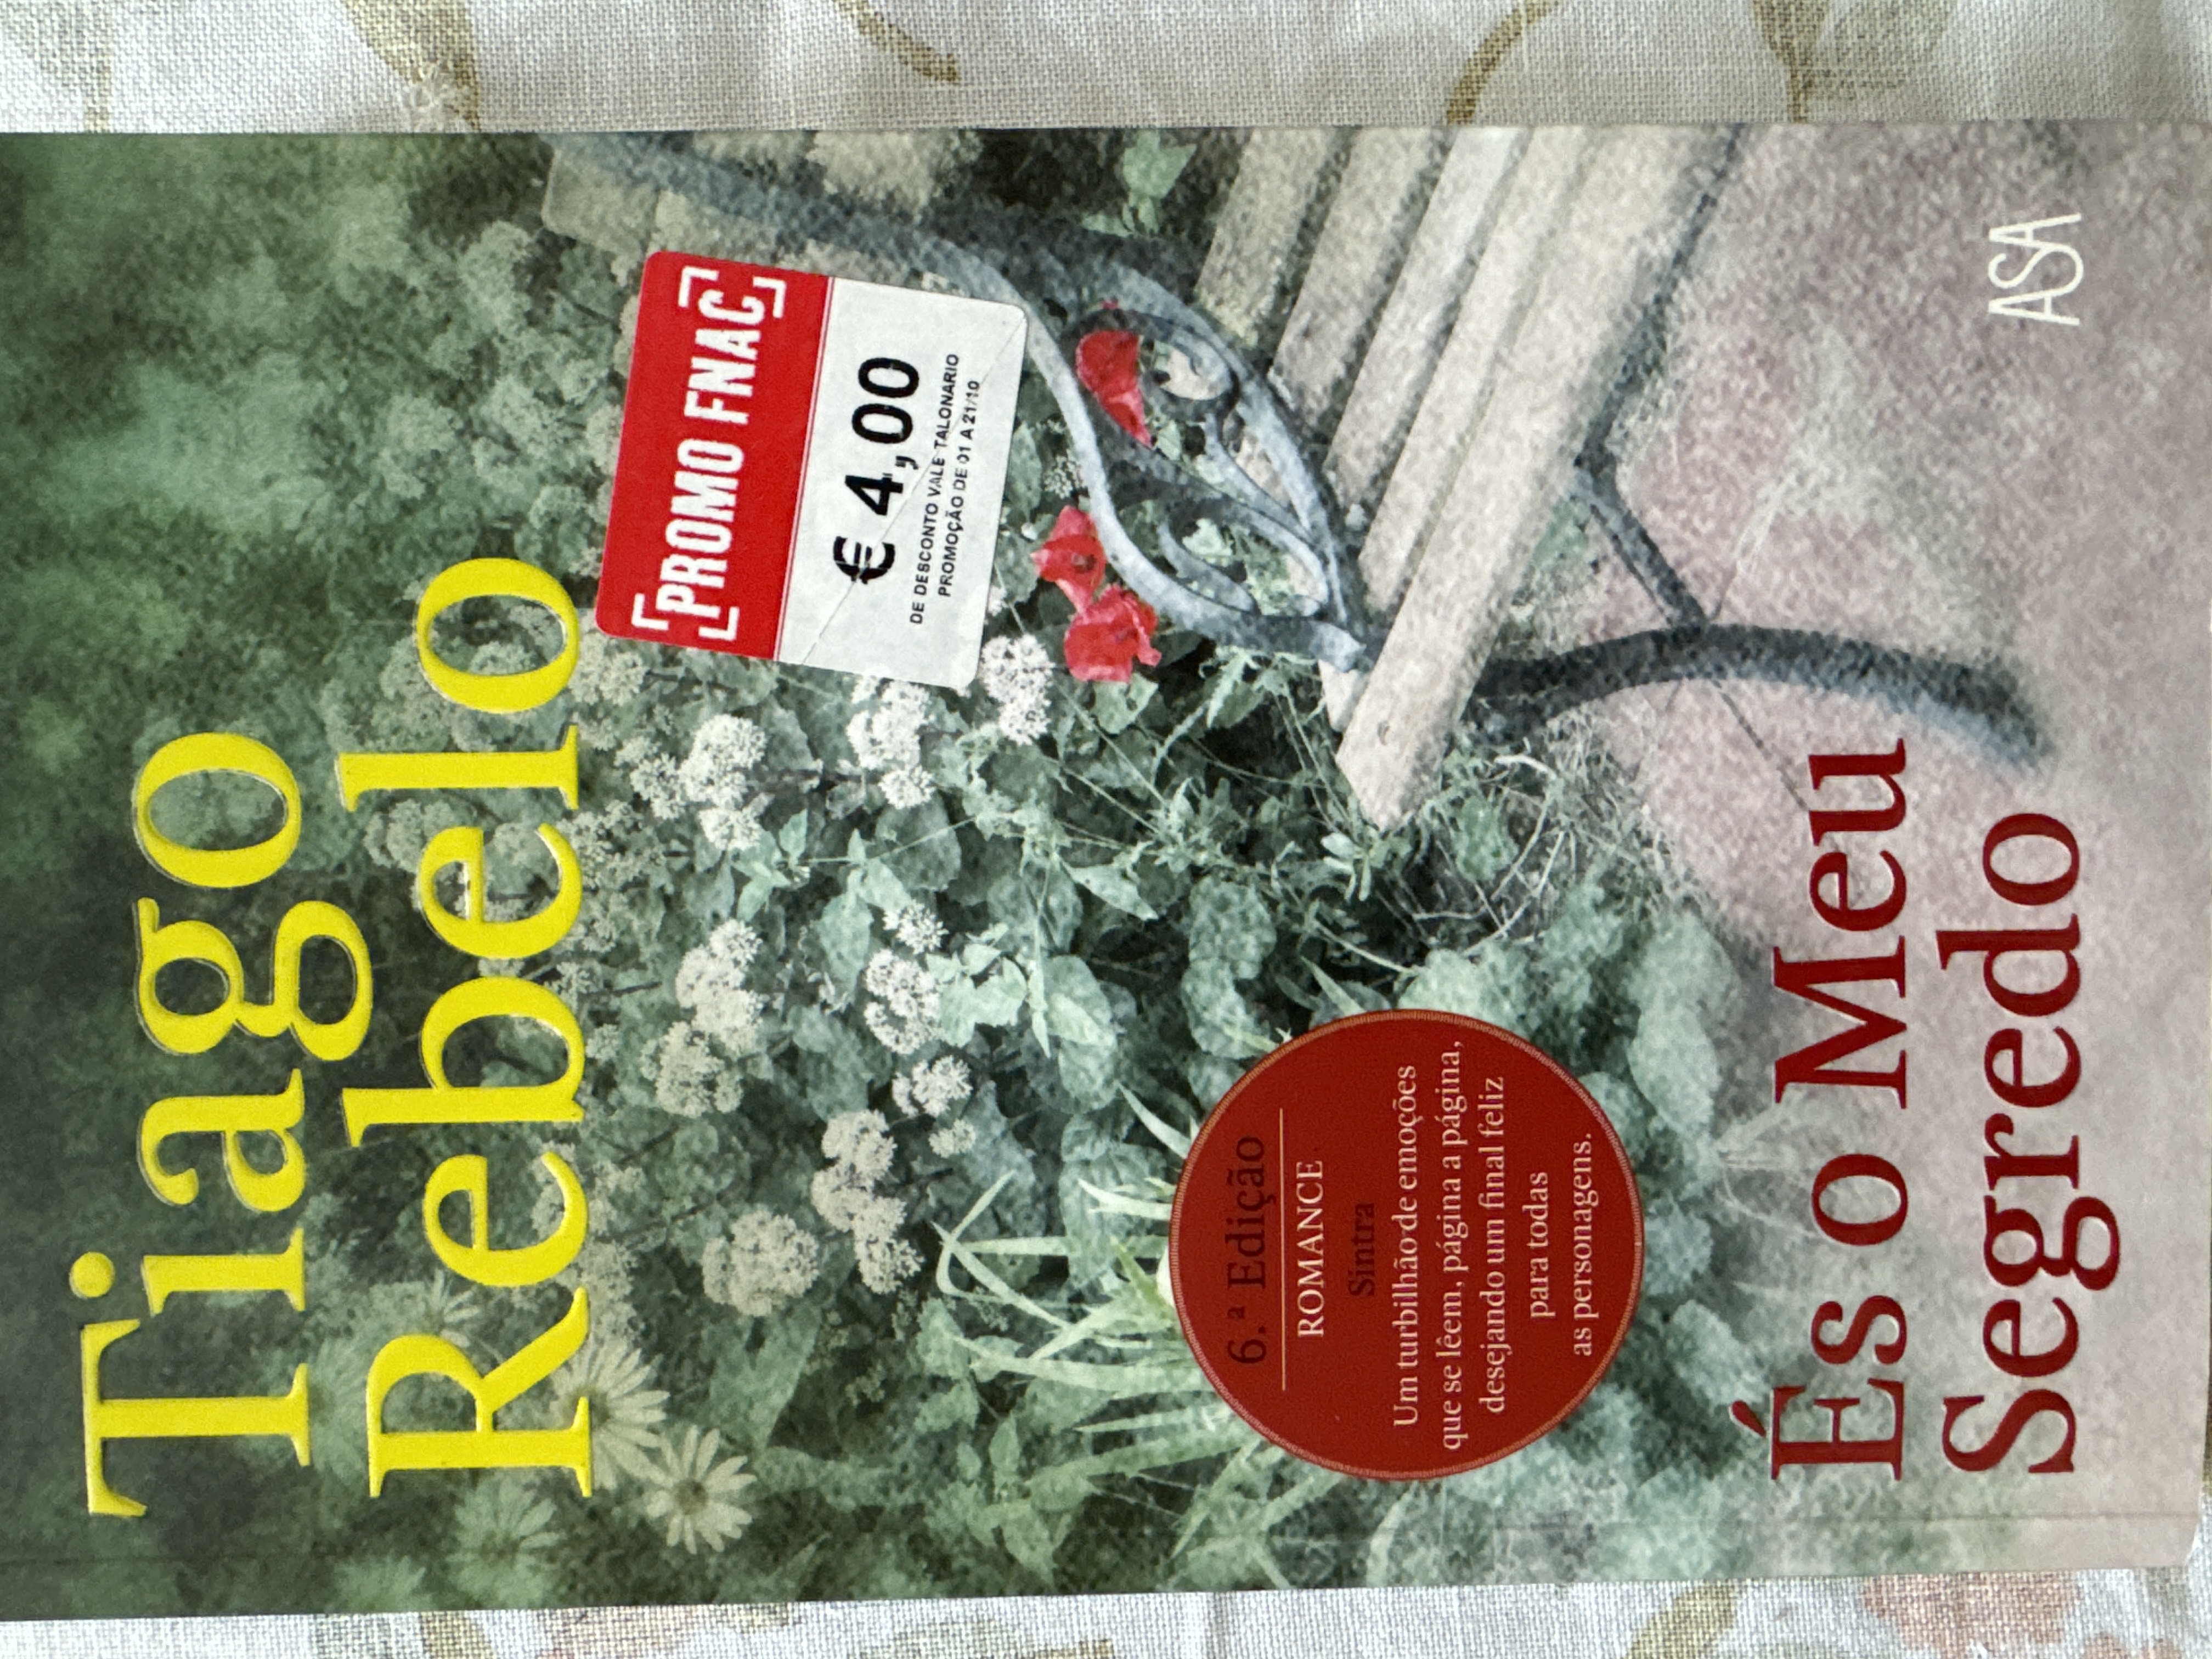 Tiago
Rebelo
[PROMO FNAC]
€ 4,00
DE DESCONTO VALE TALONARIO
PROMOÇÃO DE 01 A 21/10
6.ª Edição
ROMANCE
Sintra
Um turbilhão de emoções
que se lêem, página a página,
desejando um final feliz
para todas
as personagens.
És o Meu
Segredo
ASA